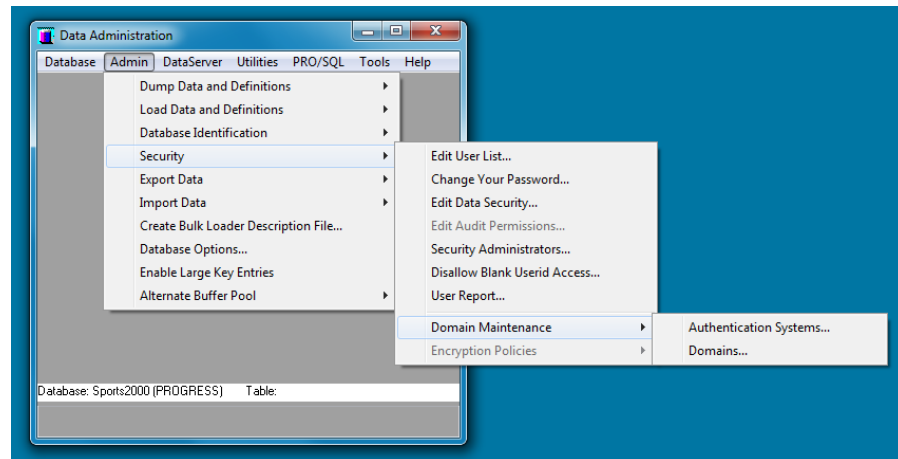 Data Administration
Database Admin DataServer Utilities PRO/SQL Tools Help
Dump Data and Definitions
Load Data and Definitions
Database Identification
Security
Export Data
Import Data
Create Bulk Loader Description File...
Database Options...
Enable Large Key Entries
Alternate Buffer Pool
Edit User List...
Change Your Password...
Edit Data Security...
Edit Audit Permissions...
Security Administrators...
Disallow Blank Userid Access...
User Report...
Domain Maintenance
Encryption Policies
Authentication Systems...
Domains...
Database: Sports2000 (PROGRESS) Table: